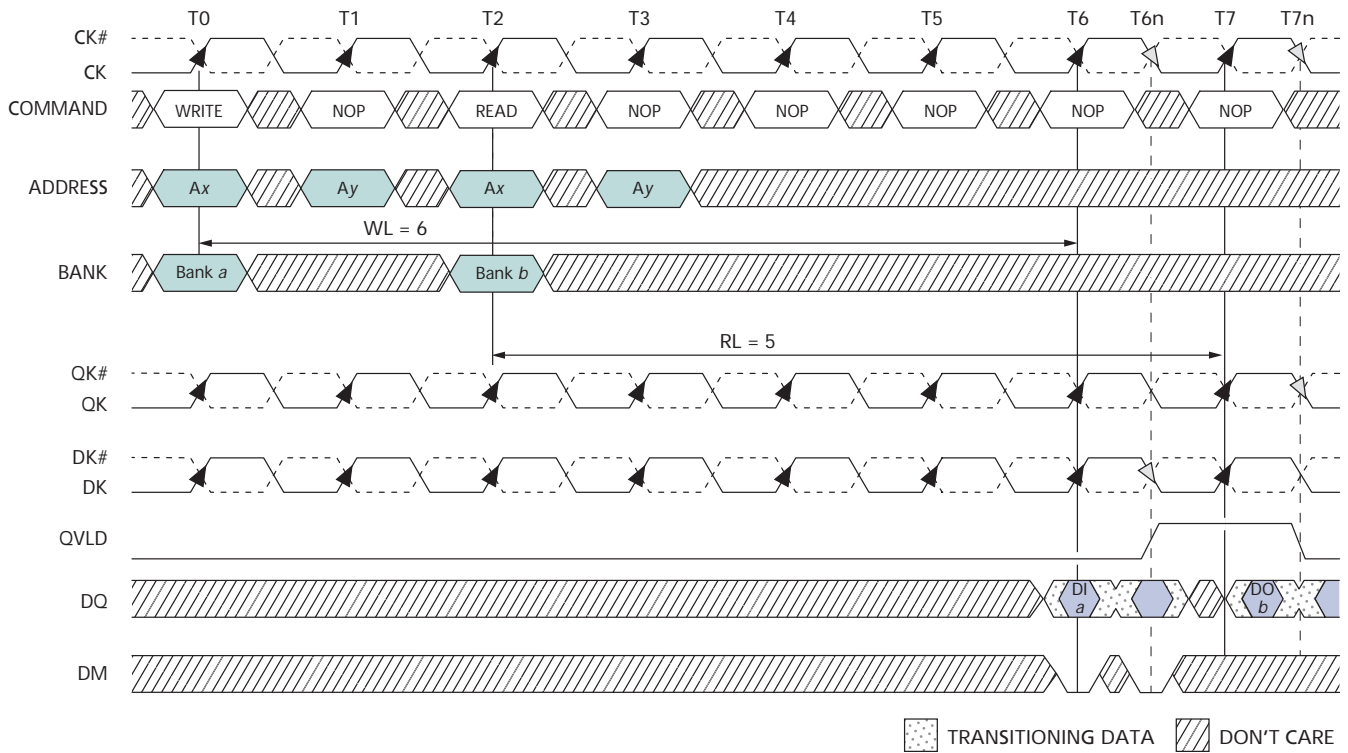 T0 T1 T2 T3 T4 T5 T6 T6n T7 T7n
CK#
CK
COMMAND WRITE NOP READ NOP NOP NOP NOP NOP
ADDRESS Ax Ay Ax Ay
WL = 6
BANK Bank a Bank b
RL = 5
QK#
QK
DK#
DK
QVLD
DQ DI a DO b
DM
TRANSITIONING DATA DON'T CARE